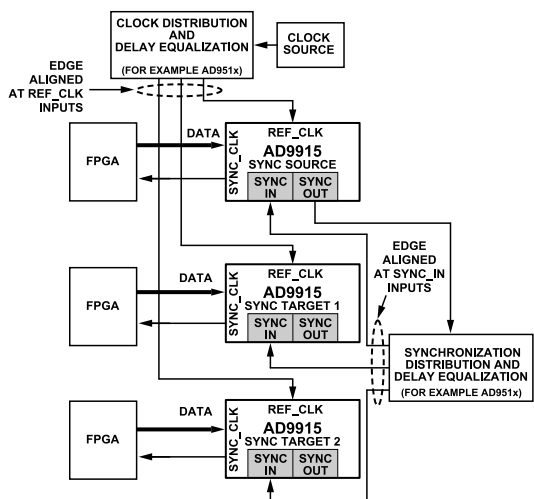 CLOCK DISTRIBUTION
AND
DELAY EQUALIZATION
(FOR EXAMPLE AD951x)
CLOCK
SOURCE
EDGE
ALIGNED
AT REF_CLK
INPUTS
FPGA
DATA
SYNC_CLK
REF_CLK
AD9915
SYNC SOURCE
SYNC
IN
SYNC
OUT
EDGE
ALIGNED
AT SYNC_IN
INPUTS
FPGA
DATA
SYNC_CLK
REF_CLK
AD9915
SYNC TARGET 1
SYNC
IN
SYNC
OUT
SYNCHRONIZATION
DISTRIBUTION AND
DELAY EQUALIZATION
(FOR EXAMPLE AD951x)
FPGA
DATA
SYNC_CLK
REF_CLK
AD9915
SYNC TARGET 2
SYNC
IN
SYNC
OUT